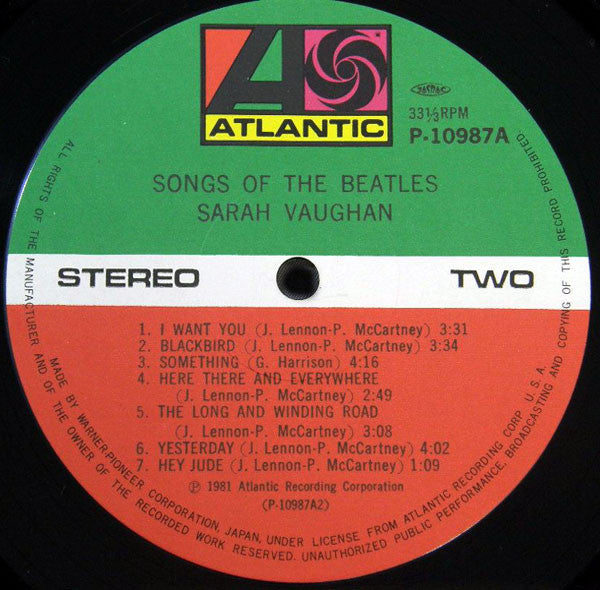 ATLANTIC
JASRAC
33⅓RPM
P-10987A
SONGS OF THE BEATLES
SARAH VAUGHAN
STEREO
TWO
1. I WANT YOU (J. Lennon-P. McCartney) 3:31
2. BLACKBIRD (J. Lennon-P. McCartney) 3:34
3. SOMETHING (G. Harrison) 4:16
4. HERE THERE AND EVERYWHERE
(J. Lennon-P. McCartney) 2:49
5. THE LONG AND WINDING ROAD
(J. Lennon-P. McCartney) 3:08
6. YESTERDAY (J. Lennon-P. McCartney) 4:02
7. HEY JUDE (J. Lennon-P. McCartney) 1:09
Ⓟ 1981 Atlantic Recording Corporation
(P-10987A2)
MADE BY WARNER-PIONEER CORPORATION, JAPAN, UNDER LICENSE FROM ATLANTIC RECORDING CORP. U.S.A.
ALL RIGHTS OF THE MANUFACTURER AND OF THE OWNER OF THE RECORDED WORK RESERVED. UNAUTHORIZED PUBLIC PERFORMANCE, BROADCASTING AND COPYING OF THIS RECORD PROHIBITED.